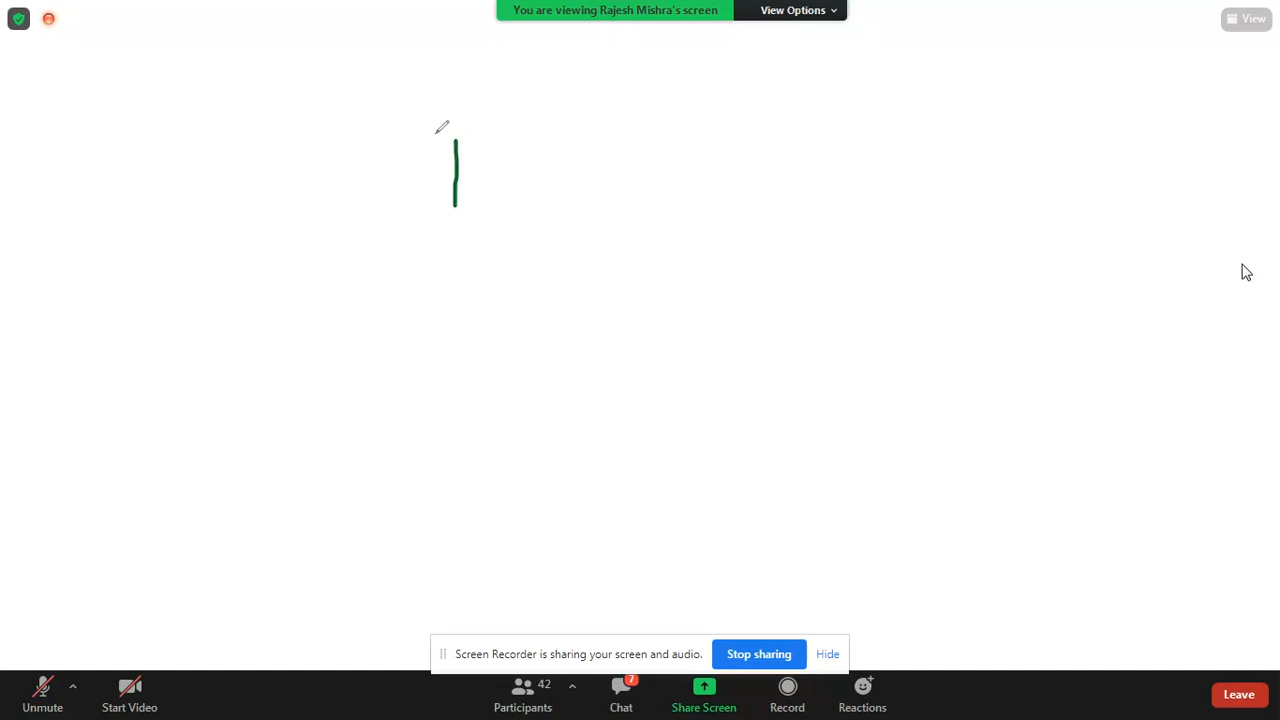 You are viewing Rajesh Mishra's screen
View Options
View
Screen Recorder is sharing your screen and audio.
Stop sharing
Hide
Unmute
Start Video
42
Participants
7
Chat
Share Screen
Record
Reactions
Leave